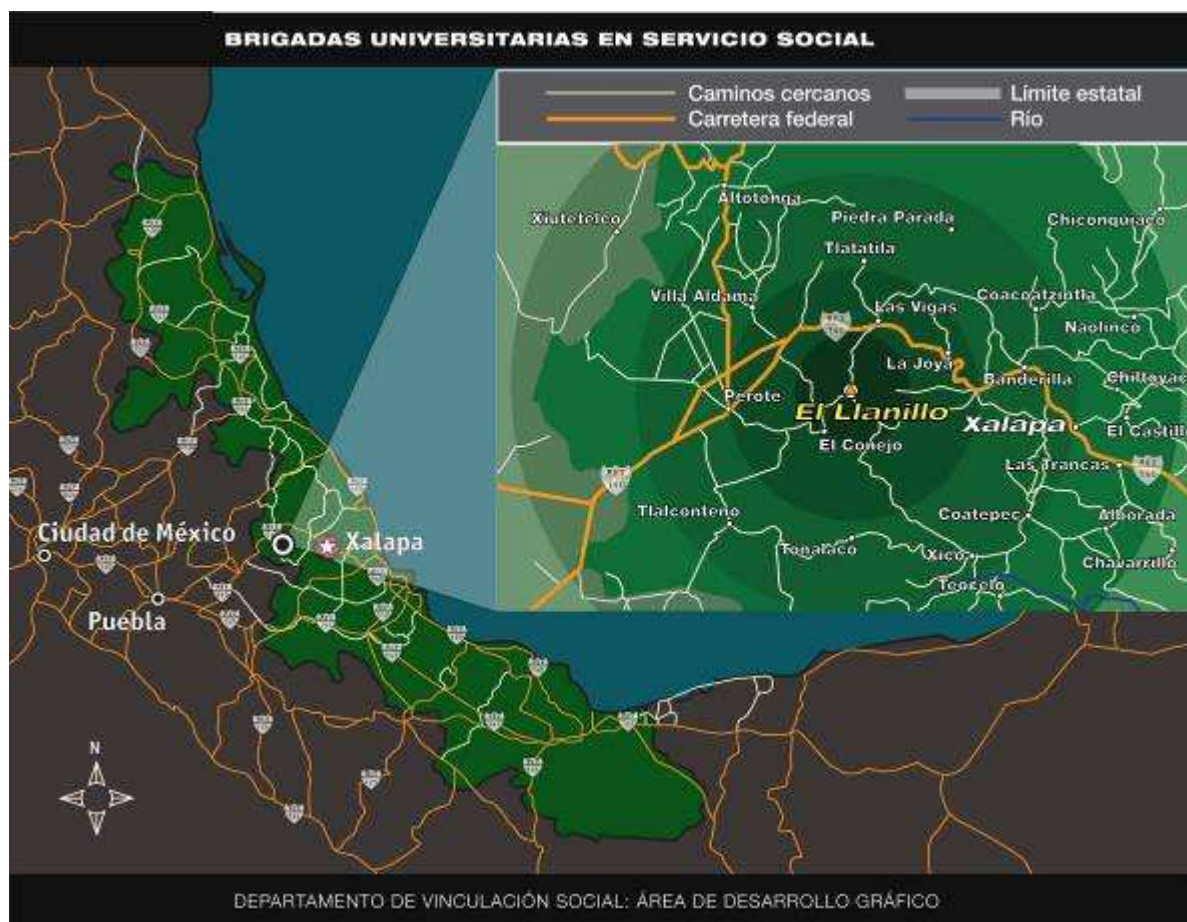 BRIGADAS UNIVERSITARIAS EN SERVICIO SOCIAL
Caminos cercanos
Límite estatal
Carretera federal
Río
Altotonga
Xiutetelco
Piedra Parada
Chiconquiaco
Tlatatila
Villa Aldama
Las Vigas
Coacoatzintla
Naolinco
La Joya
Banderilla
Chiltoyac
Perote
El Llanillo
Xalapa
El Castillo
El Conejo
Las Trancas
Tlalconteno
Coatepec
Alborada
Tonalaco
Xico
Chavarrillo
Teocelo
Ciudad de México
Xalapa
Puebla
N
DEPARTAMENTO DE VINCULACIÓN SOCIAL: ÁREA DE DESARROLLO GRÁFICO